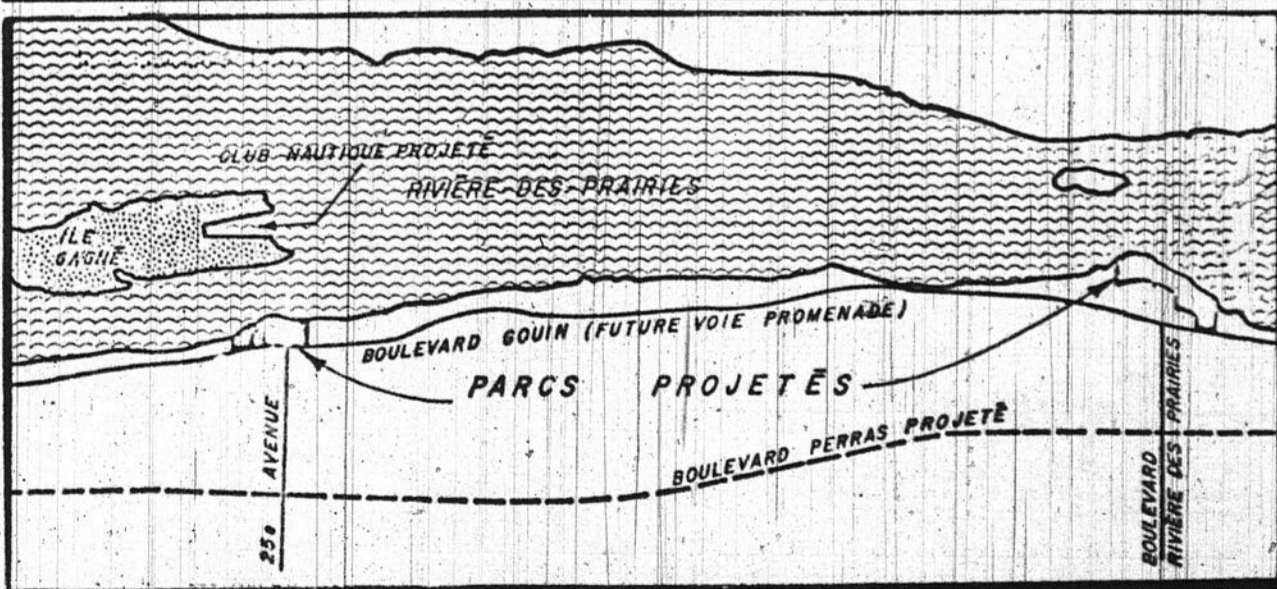 CLUB NAUTIQUE PROJETÉ
RIVIÈRE DES-PRAIRIES
ILE
GAGNÉ
BOULEVARD GOUIN (FUTURE VOIE PROMENADE)
PARCS PROJETÉS
BOULEVARD PERRAS PROJETÉ
25e AVENUE
BOULEVARD
RIVIÈRE DES PRAIRIES